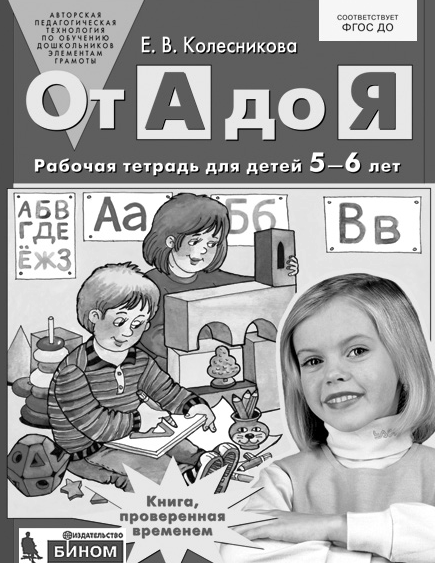 АВТОРСКАЯ
ПЕДАГОГИЧЕСКАЯ
ТЕХНОЛОГИЯ
ПО ОБУЧЕНИЮ
ДОШКОЛЬНИКОВ
ЭЛЕМЕНТАМ
ГРАМОТЫ
СООТВЕТСТВУЕТ
ФГОС ДО
Е. В. Колесникова
От А до Я
Рабочая тетрадь для детей 5–6 лет
АБВ
ГДЕ
ЁЖЗ
Аа
Бб
Вв
А
Книга,
проверенная
временем
ИЗДАТЕЛЬСТВО
БИНОМ